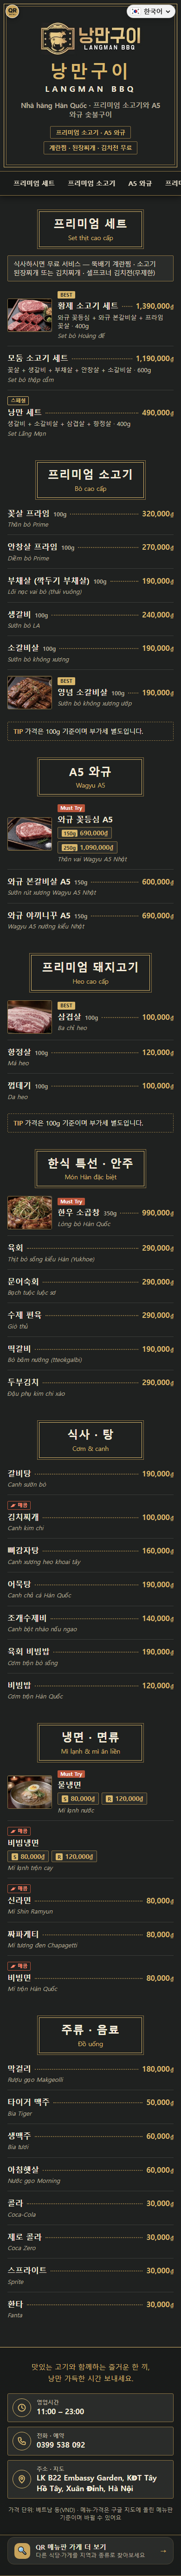 QR
한국어
낭만구이
LANGMAN BBQ
낭만구이
LANGMAN BBQ
Nhà hàng Hàn Quốc · 프리미엄 소고기와 A5
와규 숯불구이
프리미엄 소고기 · A5 와규
계란찜 · 된장찌개 · 김치전 무료
프리미엄 세트
프리미엄 소고기
A5 와규
프리미
프리미엄 세트
Set thịt cao cấp
식사하시면 무료 서비스 — 뚝배기 계란찜 · 소고기
된장찌개 또는 김치찌개 · 셀프코너 김치전(무제한)
BEST
황제 소고기 세트 1,390,000₫
와규 꽃등심 + 와규 본갈비살 + 프라임
꽃살 · 400g
Set bò Hoàng đế
모둠 소고기 세트 1,190,000₫
꽃살 + 생갈비 + 부채살 + 안창살 + 소갈비살 · 600g
Set bò thập cẩm
스페셜
낭만 세트 490,000₫
생갈비 + 소갈비살 + 삼겹살 + 항정살 · 400g
Set Lãng Mạn
프리미엄 소고기
Bò cao cấp
꽃살 프라임 100g 320,000₫
Thăn bò Prime
안창살 프라임 100g 270,000₫
Diềm bò Prime
부채살 (깍두기 부채살) 100g 190,000₫
Lõi nạc vai bò (thái vuông)
생갈비 100g 240,000₫
Sườn bò LA
소갈비살 100g 190,000₫
Sườn bò không xương
BEST
양념 소갈비살 100g 190,000₫
Sườn bò không xương ướp
TIP 가격은 100g 기준이며 부가세 별도입니다.
A5 와규
Wagyu A5
Must Try
와규 꽃등심 A5
150g 690,000₫
250g 1,090,000₫
Thăn vai Wagyu A5 Nhật
와규 본갈비살 A5 150g 600,000₫
Sườn rút xương Wagyu A5 Nhật
와규 야끼니꾸 A5 150g 690,000₫
Wagyu A5 nướng kiểu Nhật
프리미엄 돼지고기
Heo cao cấp
BEST
삼겹살 100g 100,000₫
Ba chỉ heo
항정살 100g 120,000₫
Má heo
껍데기 100g 100,000₫
Da heo
TIP 가격은 100g 기준이며 부가세 별도입니다.
한식 특선 · 안주
Món Hàn đặc biệt
Must Try
한우 소곱창 350g 990,000₫
Lòng bò Hàn Quốc
육회 290,000₫
Thịt bò sống kiểu Hàn (Yukhoe)
문어숙회 290,000₫
Bạch tuộc luộc sơ
수제 편육 290,000₫
Giò thủ
떡갈비 190,000₫
Bò băm nướng (tteokgalbi)
두부김치 290,000₫
Đậu phụ kim chi xào
식사 · 탕
Cơm & canh
갈비탕 190,000₫
Canh sườn bò
매콤
김치찌개 100,000₫
Canh kim chi
뼈감자탕 160,000₫
Canh xương heo khoai tây
어묵탕 190,000₫
Canh chả cá Hàn Quốc
조개수제비 140,000₫
Canh bột nhào nấu ngao
육회 비빔밥 190,000₫
Cơm trộn bò sống
비빔밥 120,000₫
Cơm trộn Hàn Quốc
냉면 · 면류
Mì lạnh & mì ăn liền
Must Try
물냉면
S 80,000₫
B 120,000₫
Mì lạnh nước
매콤
비빔냉면
S 80,000₫
B 120,000₫
Mì lạnh trộn cay
매콤
신라면 80,000₫
Mì Shin Ramyun
짜파게티 80,000₫
Mì tương đen Chapagetti
매콤
비빔면 80,000₫
Mì trộn Hàn Quốc
주류 · 음료
Đồ uống
막걸리 180,000₫
Rượu gạo Makgeolli
타이거 맥주 50,000₫
Bia Tiger
생맥주 60,000₫
Bia tươi
아침햇살 60,000₫
Nước gạo Morning
콜라 30,000₫
Coca-Cola
제로 콜라 30,000₫
Coca Zero
스프라이트 30,000₫
Sprite
환타 30,000₫
Fanta
맛있는 고기와 함께하는 즐거운 한 끼,
낭만 가득한 시간 보내세요.
영업시간
11:00 – 23:00
전화 · 예약
0399 538 092
주소 · 지도
LK B22 Embassy Garden, KĐT Tây
Hồ Tây, Xuân Đỉnh, Hà Nội
가격 단위: 베트남 동(VND) · 메뉴·가격은 구글 지도에 올린 메뉴판
기준이며 바뀔 수 있어요
QR 메뉴판 가게 더 보기
다른 식당·가게를 지역과 종류로 찾아보세요
→